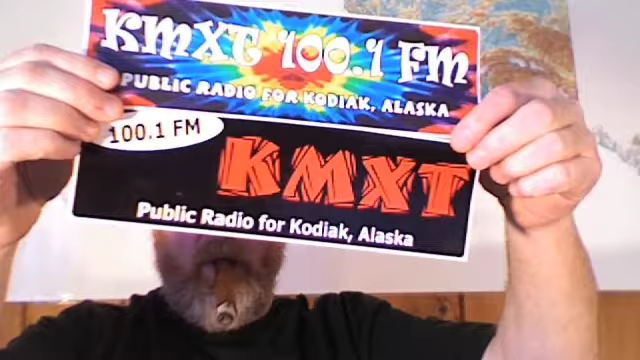 KMXT 100.1 FM
PUBLIC RADIO FOR KODIAK, ALASKA
100.1 FM
KMXT
Public Radio for Kodiak, Alaska